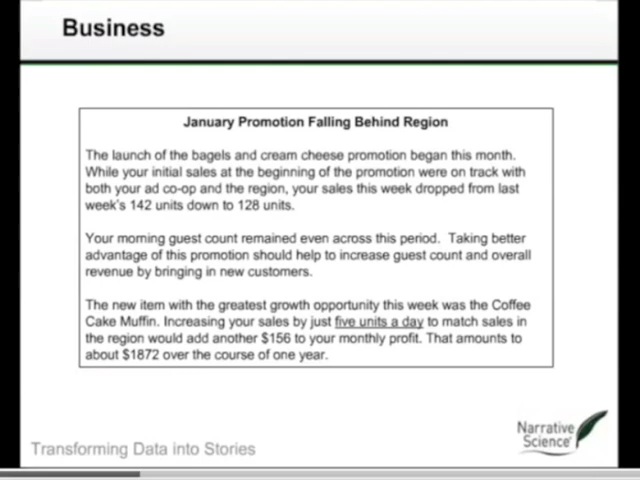 Business
January Promotion Falling Behind Region
The launch of the bagels and cream cheese promotion began this month.
While your initial sales at the beginning of the promotion were on track with
both your ad co-op and the region, your sales this week dropped from last
week's 142 units down to 128 units.
Your morning guest count remained even across this period. Taking better
advantage of this promotion should help to increase guest count and overall
revenue by bringing in new customers.
The new item with the greatest growth opportunity this week was the Coffee
Cake Muffin. Increasing your sales by just five units a day to match sales in
the region would add another $156 to your monthly profit. That amounts to
about $1872 over the course of one year.
Narrative
Science
Transforming Data into Stories